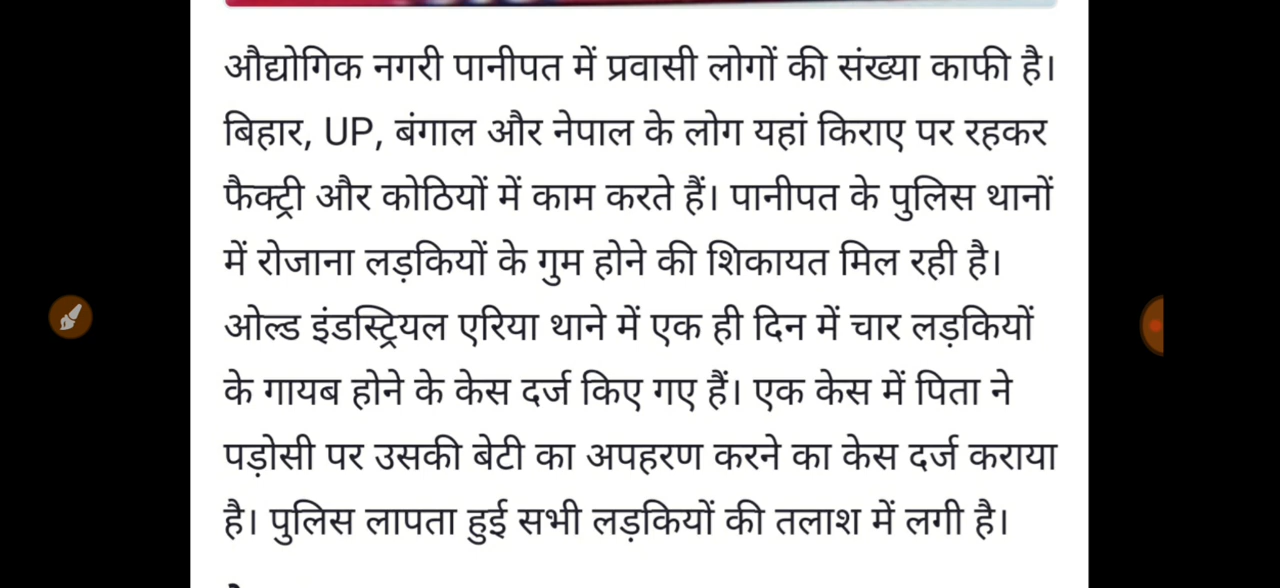 औद्योगिक नगरी पानीपत में प्रवासी लोगों की संख्या काफी है।
बिहार, UP, बंगाल और नेपाल के लोग यहां किराए पर रहकर
फैक्ट्री और कोठियों में काम करते हैं। पानीपत के पुलिस थानों
में रोजाना लड़कियों के गुम होने की शिकायत मिल रही है।
ओल्ड इंडस्ट्रियल एरिया थाने में एक ही दिन में चार लड़कियों
के गायब होने के केस दर्ज किए गए हैं। एक केस में पिता ने
पड़ोसी पर उसकी बेटी का अपहरण करने का केस दर्ज कराया
है। पुलिस लापता हुई सभी लड़कियों की तलाश में लगी है।